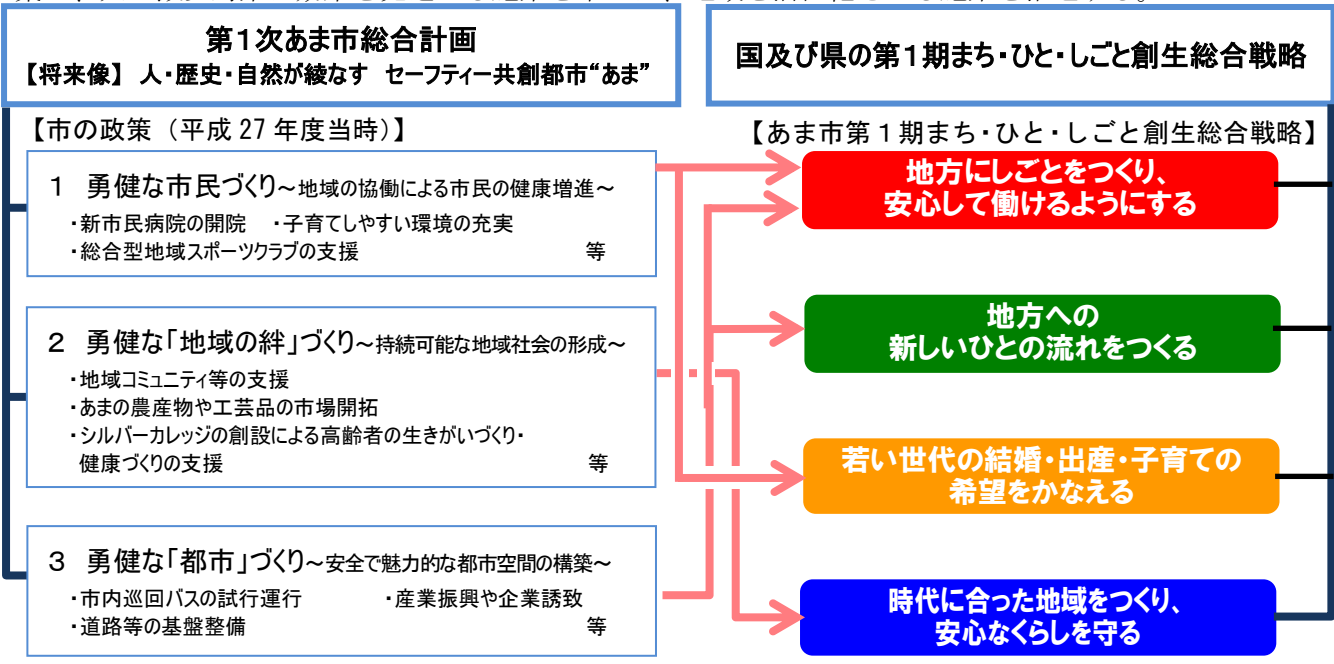 第1次あま市総合計画
【将来像】 人・歴史・自然が綾なす セーフティー共創都市“あま”
国及び県の第1期まち・ひと・しごと創生総合戦略
【市の政策（平成 27 年度当時）】
【あま市第 1 期まち・ひと・しごと創生総合戦略】
1 勇健な市民づくり～地域の協働による市民の健康増進～
・新市民病院の開院 ・子育てしやすい環境の充実
・総合型地域スポーツクラブの支援 等
2 勇健な「地域の絆」づくり～持続可能な地域社会の形成～
・地域コミュニティ等の支援
・あまの農産物や工芸品の市場開拓
・シルバーカレッジの創設による高齢者の生きがいづくり・
健康づくりの支援 等
3 勇健な「都市」づくり～安全で魅力的な都市空間の構築～
・市内巡回バスの試行運行 ・産業振興や企業誘致
・道路等の基盤整備 等
地方にしごとをつくり、
安心して働けるようにする
地方への
新しいひとの流れをつくる
若い世代の結婚・出産・子育ての
希望をかなえる
時代に合った地域をつくり、
安心なくらしを守る